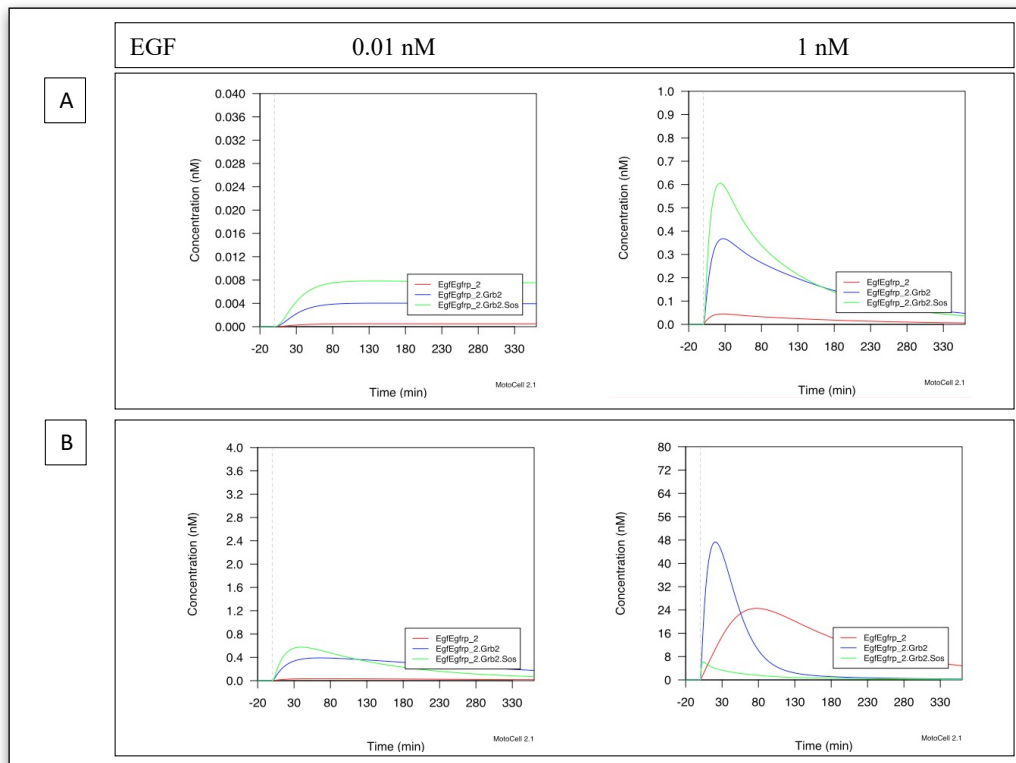 EGF 0.01 nM 1 nM
A
0.040
0.036
0.032
0.028
0.024
0.020
0.016
0.012
0.008
0.004
0.000
Concentration (nM)
EgfEgfrp_2
EgfEgfrp_2.Grb2
EgfEgfrp_2.Grb2.Sos
-20 30 80 130 180 230 280 330
Time (min)
MotoCell 2.1
1.0
0.9
0.8
0.7
0.6
0.5
0.4
0.3
0.2
0.1
0.0
Concentration (nM)
EgfEgfrp_2
EgfEgfrp_2.Grb2
EgfEgfrp_2.Grb2.Sos
-20 30 80 130 180 230 280 330
Time (min)
MotoCell 2.1
B
4.0
3.6
3.2
2.8
2.4
2.0
1.6
1.2
0.8
0.4
0.0
Concentration (nM)
EgfEgfrp_2
EgfEgfrp_2.Grb2
EgfEgfrp_2.Grb2.Sos
-20 30 80 130 180 230 280 330
Time (min)
MotoCell 2.1
80
72
64
56
48
40
32
24
16
8
0
Concentration (nM)
EgfEgfrp_2
EgfEgfrp_2.Grb2
EgfEgfrp_2.Grb2.Sos
-20 30 80 130 180 230 280 330
Time (min)
MotoCell 2.1